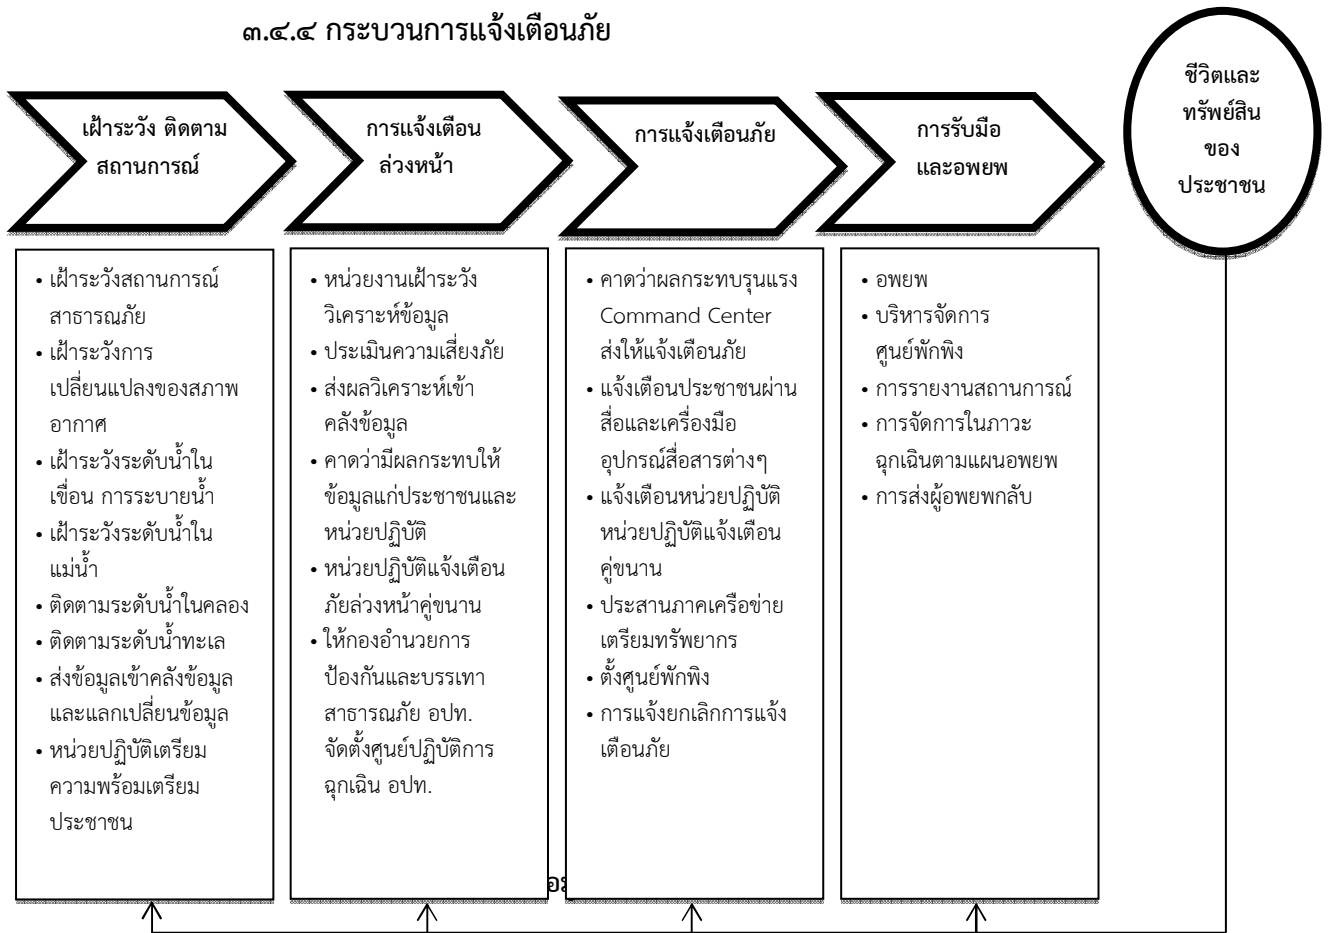 ๓.๔.๔ กระบวนการแจ้งเตือนภัย
เฝ้าระวัง ติดตาม
สถานการณ์
การแจ้งเตือน
ล่วงหน้า
การแจ้งเตือนภัย
การรับมือ
และอพยพ
ชีวิตและ
ทรัพย์สิน
ของ
ประชาชน
• เฝ้าระวังสถานการณ์
สาธารณภัย
• เฝ้าระวังการ
เปลี่ยนแปลงของสภาพ
อากาศ
• เฝ้าระวังระดับน้ำใน
เขื่อน การระบายน้ำ
• เฝ้าระวังระดับน้ำใน
แม่น้ำ
• ติดตามระดับน้ำในคลอง
• ติดตามระดับน้ำทะเล
• ส่งข้อมูลเข้าคลังข้อมูล
และแลกเปลี่ยนข้อมูล
• หน่วยปฏิบัติเตรียม
ความพร้อมเตรียม
ประชาชน
• หน่วยงานเฝ้าระวัง
วิเคราะห์ข้อมูล
• ประเมินความเสี่ยงภัย
• ส่งผลวิเคราะห์เข้า
คลังข้อมูล
• คาดว่ามีผลกระทบให้
ข้อมูลแก่ประชาชนและ
หน่วยปฏิบัติ
• หน่วยปฏิบัติแจ้งเตือน
ภัยล่วงหน้าคู่ขนาน
• ให้กองอำนวยการ
ป้องกันและบรรเทา
สาธารณภัย อปท.
จัดตั้งศูนย์ปฏิบัติการ
ฉุกเฉิน อปท.
• คาดว่าผลกระทบรุนแรง
Command Center
ส่งให้แจ้งเตือนภัย
• แจ้งเตือนประชาชนผ่าน
สื่อและเครื่องมือ
อุปกรณ์สื่อสารต่างๆ
• แจ้งเตือนหน่วยปฏิบัติ
หน่วยปฏิบัติแจ้งเตือน
คู่ขนาน
• ประสานภาคเครือข่าย
เตรียมทรัพยากร
• ตั้งศูนย์พักพิง
• การแจ้งยกเลิกการแจ้ง
เตือนภัย
• อพยพ
• บริหารจัดการ
ศูนย์พักพิง
• การรายงานสถานการณ์
• การจัดการในภาวะ
ฉุกเฉินตามแผนอพยพ
• การส่งผู้อพยพกลับ